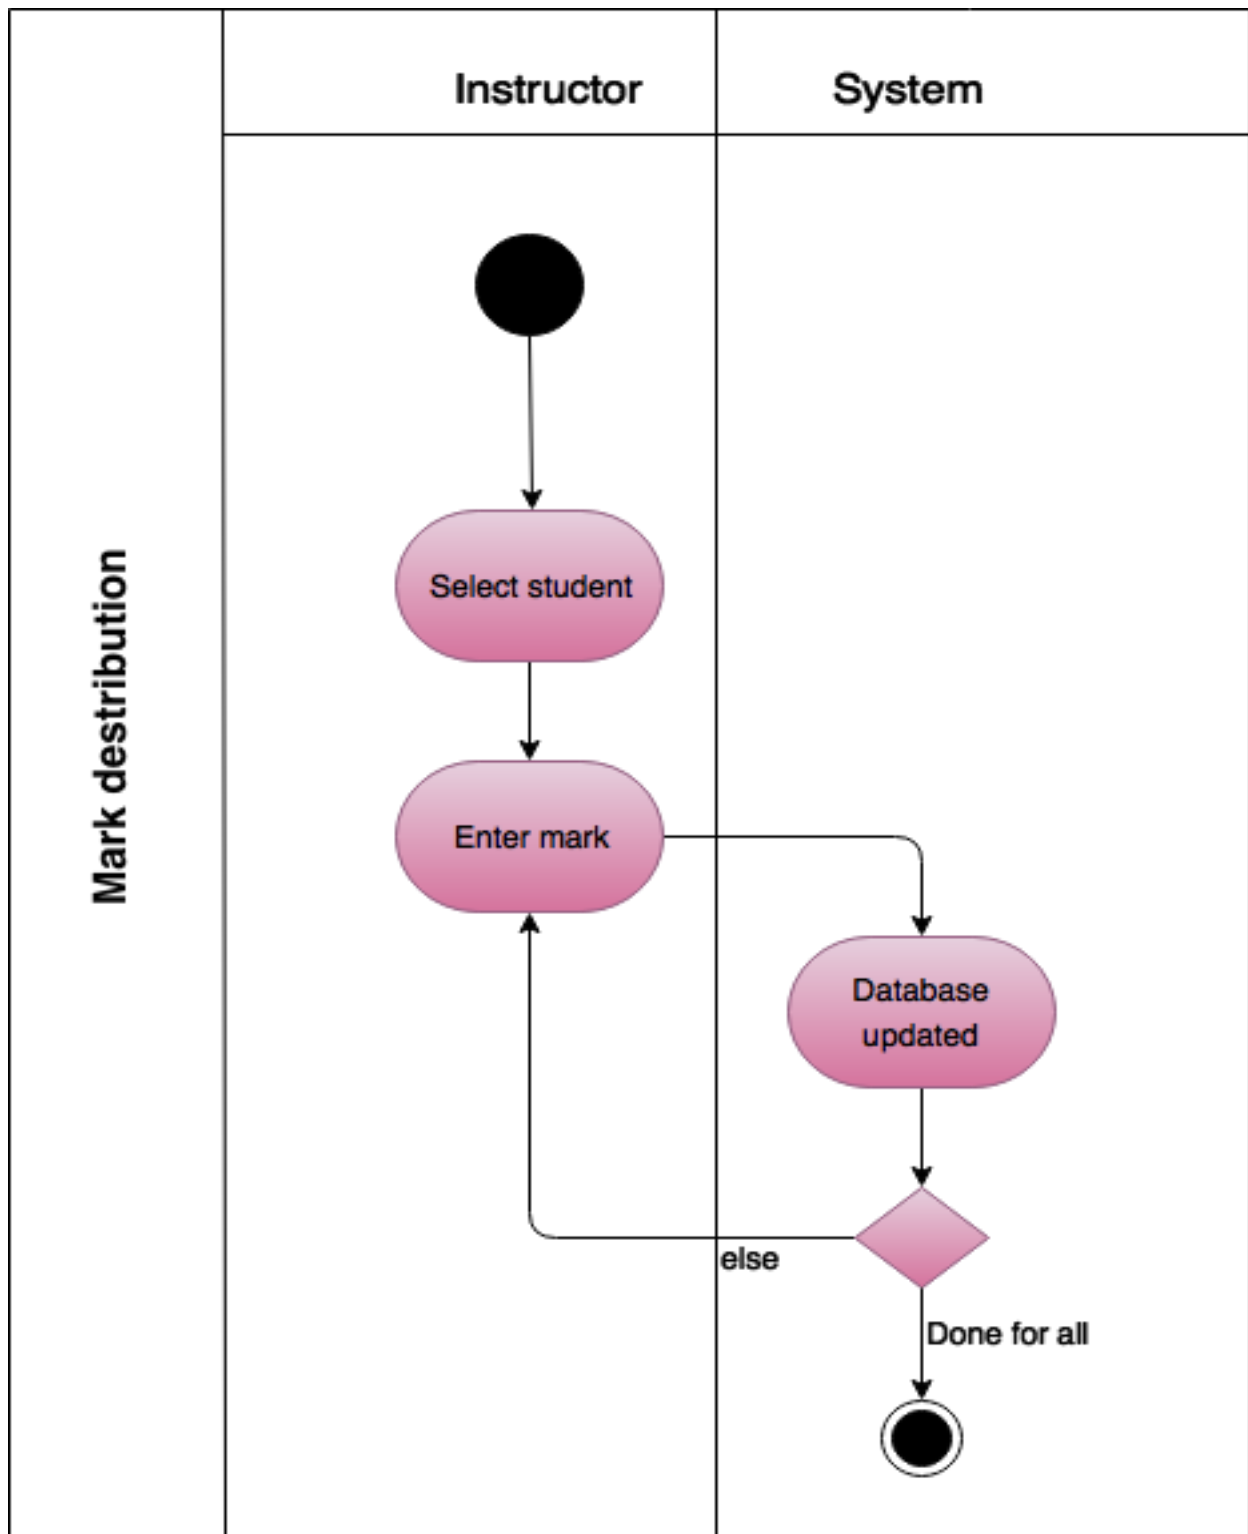 Instructor
System
Mark destribution
Select student
Enter mark
Database
updated
else
Done for all